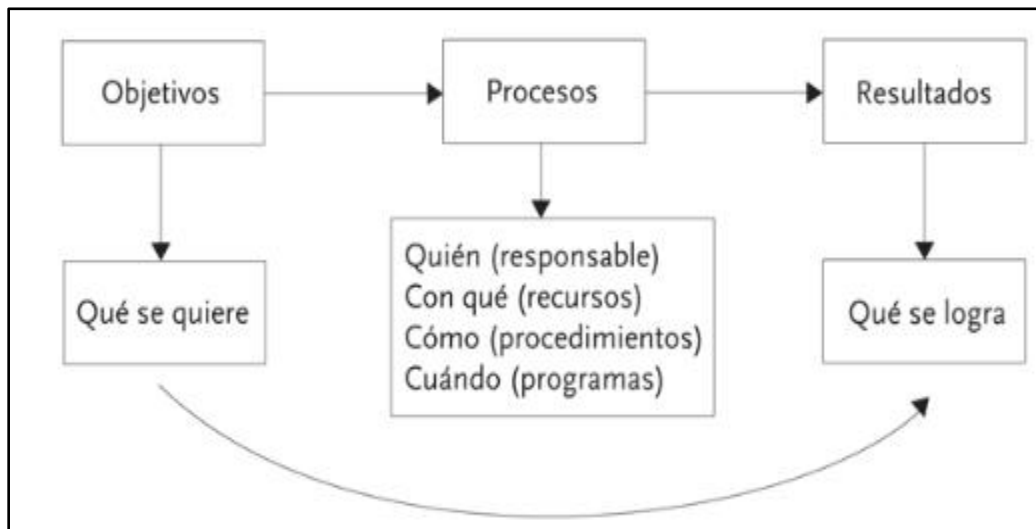 Objetivos
Procesos
Resultados
Qué se quiere
Quién (responsable)
Con qué (recursos)
Cómo (procedimientos)
Cuándo (programas)
Qué se logra